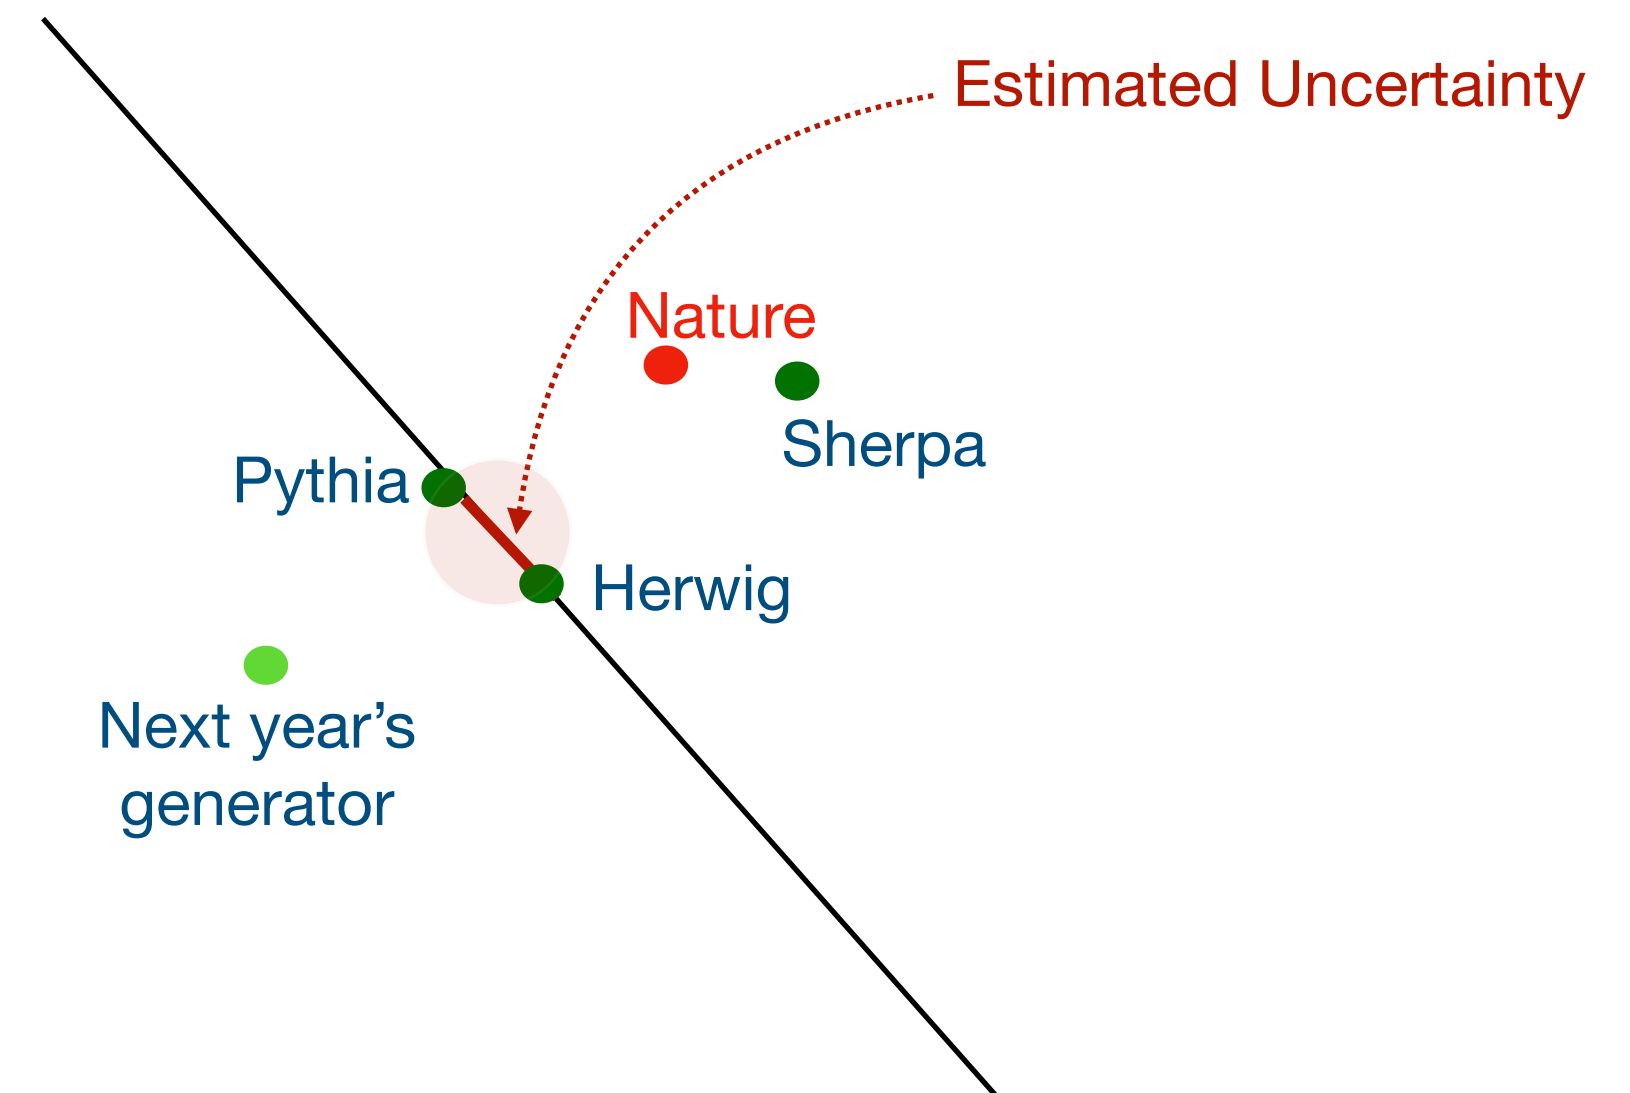 Estimated Uncertainty
Nature
Sherpa
Pythia
Herwig
Next year’s
generator